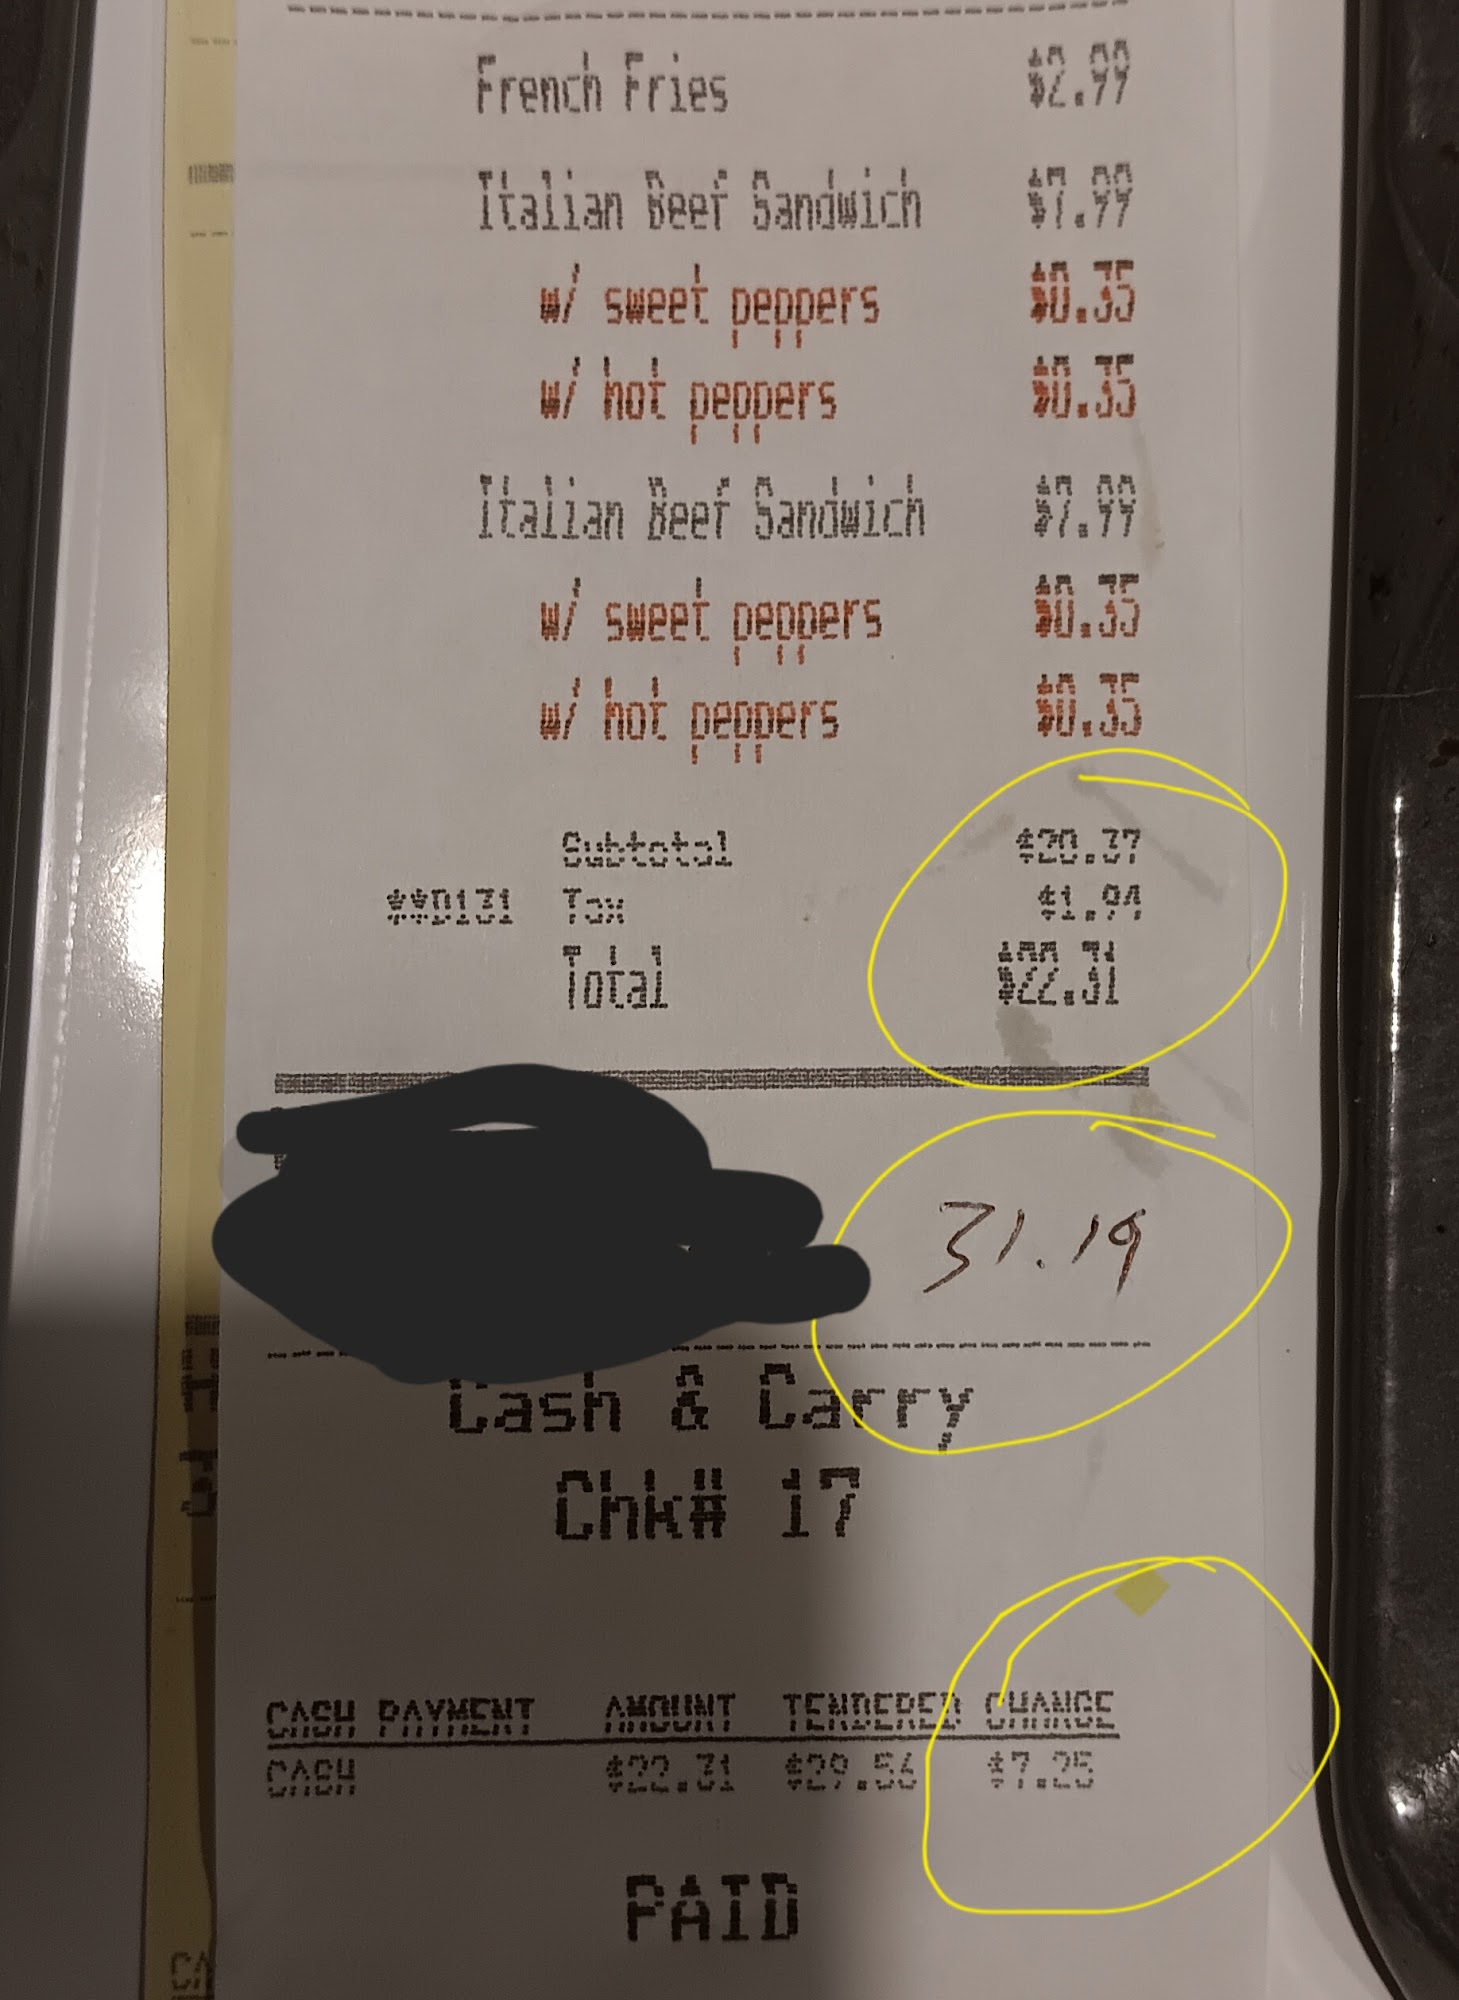 French Fries $2.99
Italian Beef Sandwich $7.99
w/ sweet peppers $0.35
w/ hot peppers $0.35
Italian Beef Sandwich $7.99
w/ sweet peppers $0.35
w/ hot peppers $0.35
Subtotal $20.37
**D131 Tax $1.94
Total $22.31
31.19
Cash & Carry
Chk# 17
CASH PAYMENT AMOUNT TENDERED CHANGE
CASH $22.31 $29.56 $7.25
PAID
CA